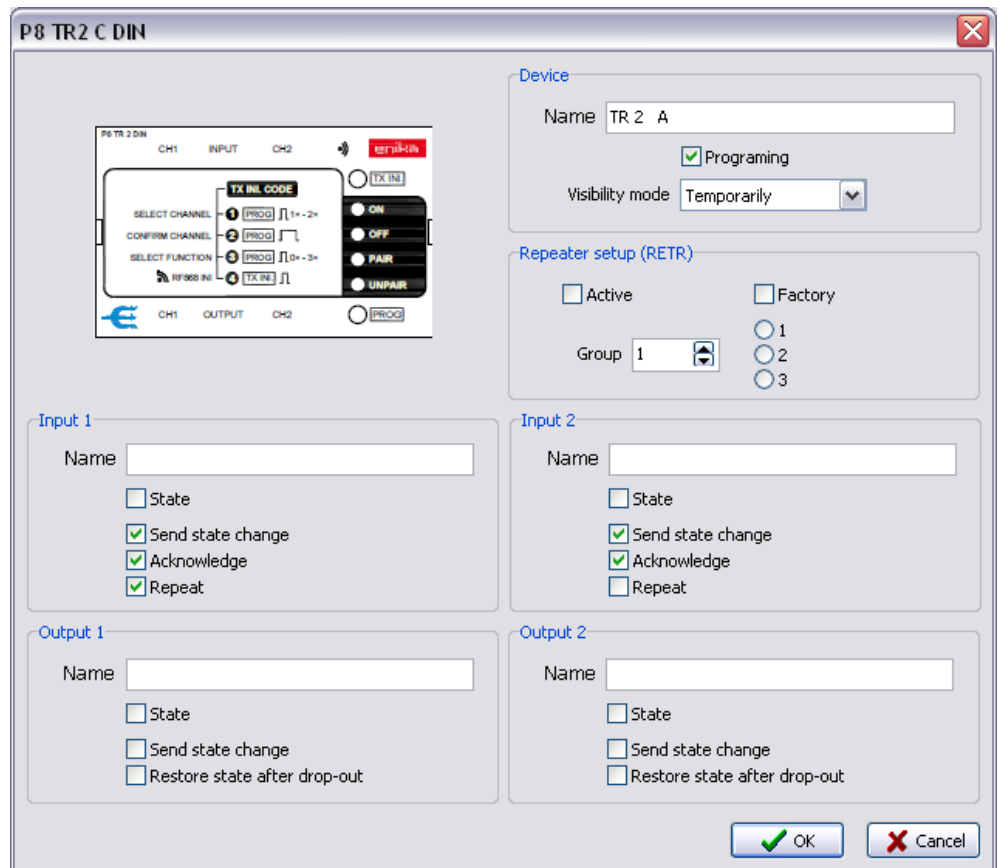 P8 TR2 C DIN
P8 TR 2 DIN
CH1 INPUT CH2 enika
TX INI.
TX INI. CODE
SELECT CHANNEL 1 PROG 1× - 2× ON
CONFIRM CHANNEL 2 PROG OFF
SELECT FUNCTION 3 PROG 0× - 3× PAIR
RF868 INI 4 TX INI. UNPAIR
CH1 OUTPUT CH2 PROG
Device
Name TR 2 A
Programing
Visibility mode Temporarily
Repeater setup (RETR)
Active Factory
Group 1
1
2
3
Input 1
Name
State
Send state change
Acknowledge
Repeat
Input 2
Name
State
Send state change
Acknowledge
Repeat
Output 1
Name
State
Send state change
Restore state after drop-out
Output 2
Name
State
Send state change
Restore state after drop-out
OK Cancel